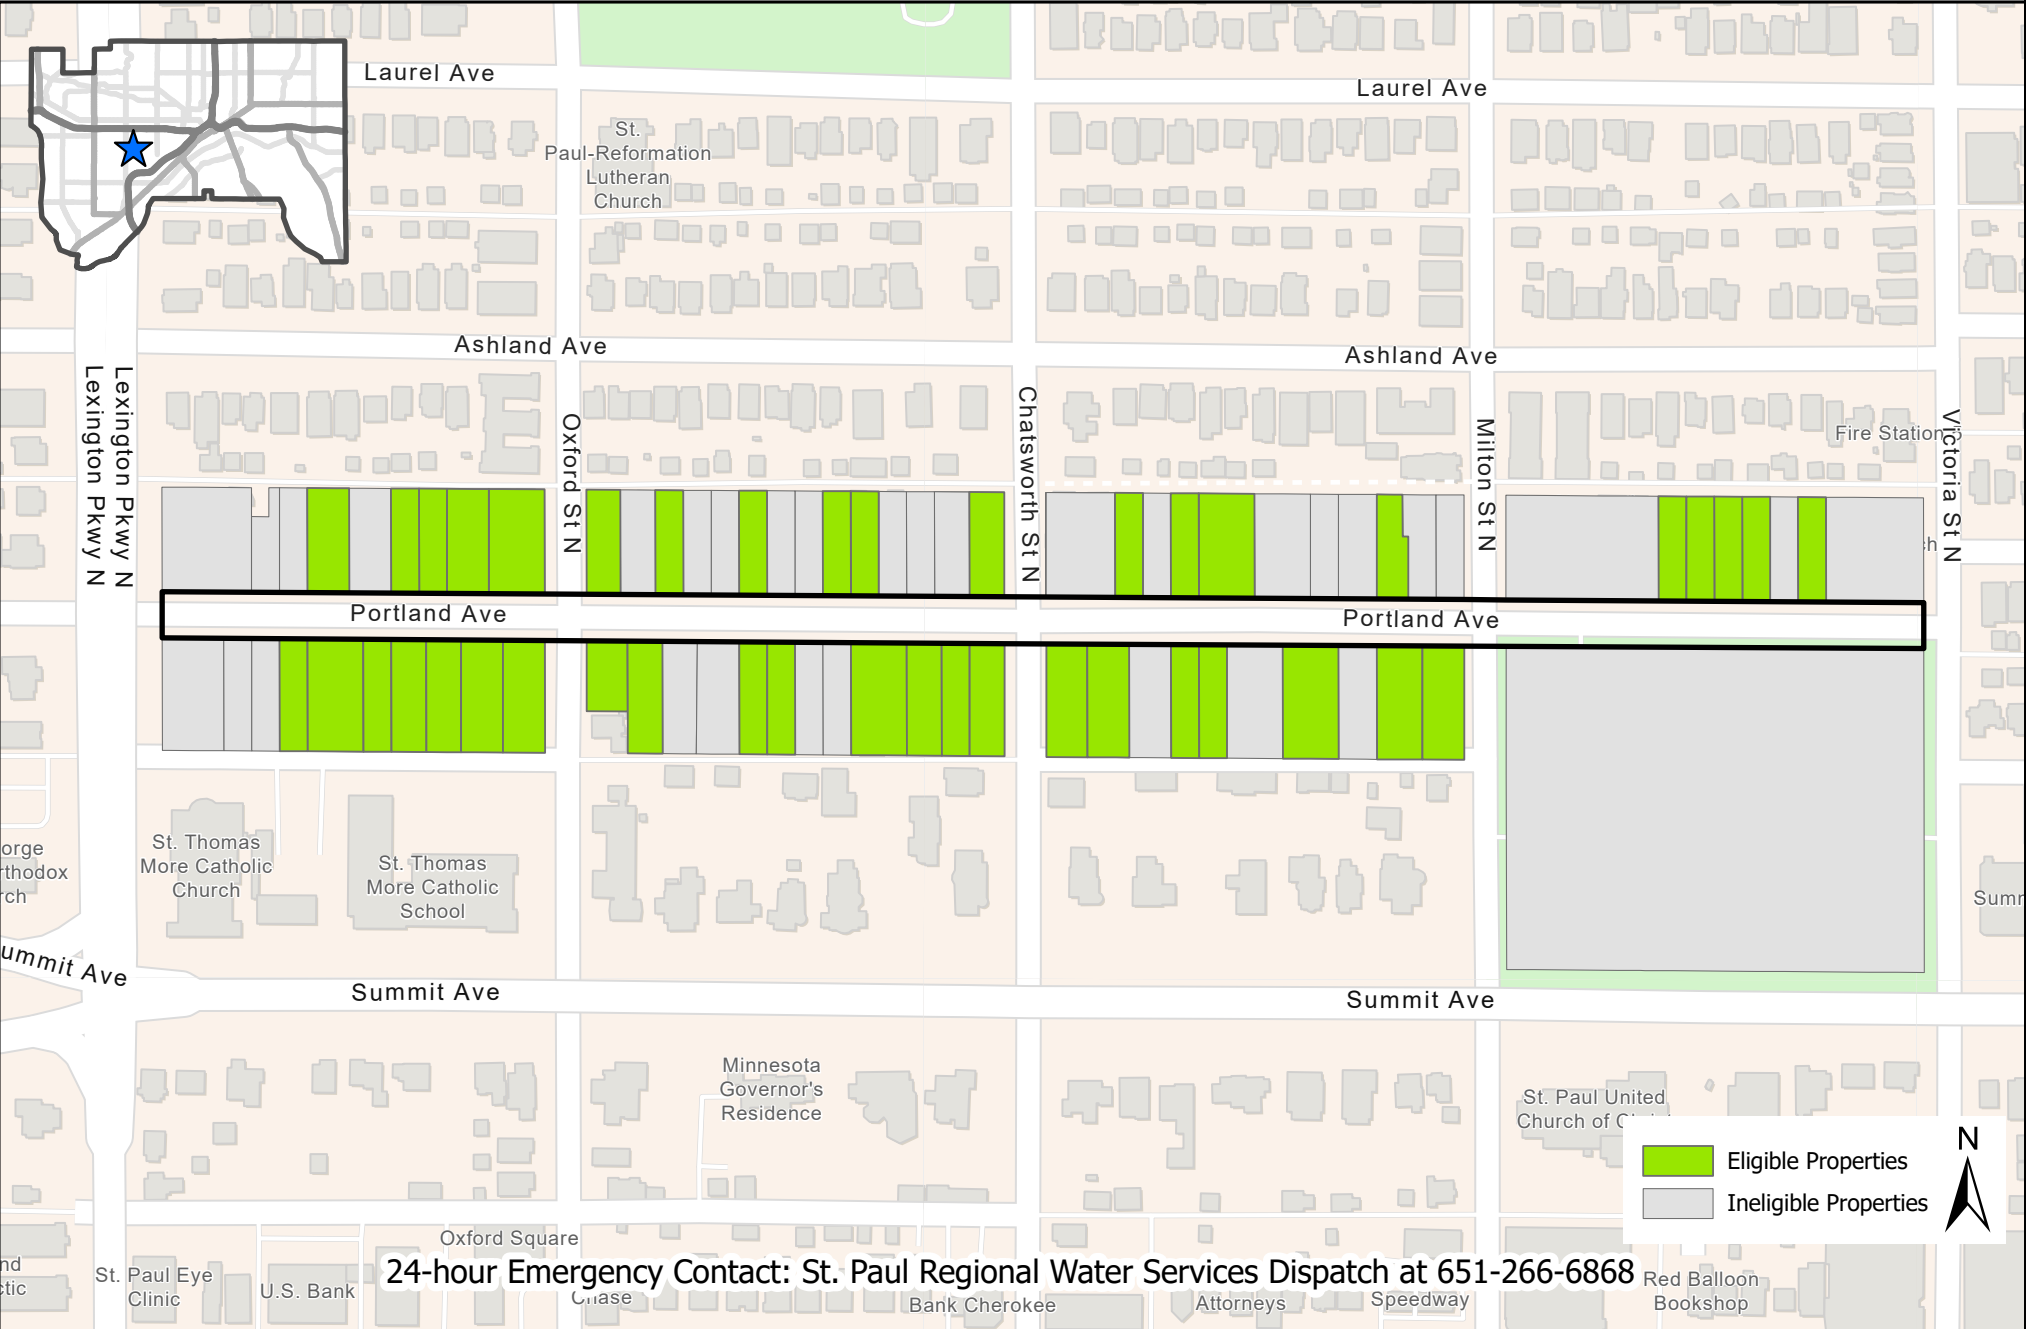 Laurel Ave
Laurel Ave
St.
Paul-Reformation
Lutheran
Church
Ashland Ave
Ashland Ave
Lexington Pkwy N
Lexington Pkwy N
Oxford St N
Chatsworth St N
Milton St N
Victoria St N
Fire Station 5
Portland Ave
Portland Ave
St. Thomas
More Catholic
Church
St. Thomas
More Catholic
School
orge
rthodox
rch
Sumr
ummit Ave
Summit Ave
Summit Ave
Minnesota
Governor's
Residence
St. Paul United
Church of Christ
N
Eligible Properties
Ineligible Properties
Oxford Square
nd
ctic
St. Paul Eye
Clinic
U.S. Bank
24-hour Emergency Contact: St. Paul Regional Water Services Dispatch at 651-266-6868
Chase
Bank Cherokee
Attorneys
Speedway
Red Balloon
Bookshop